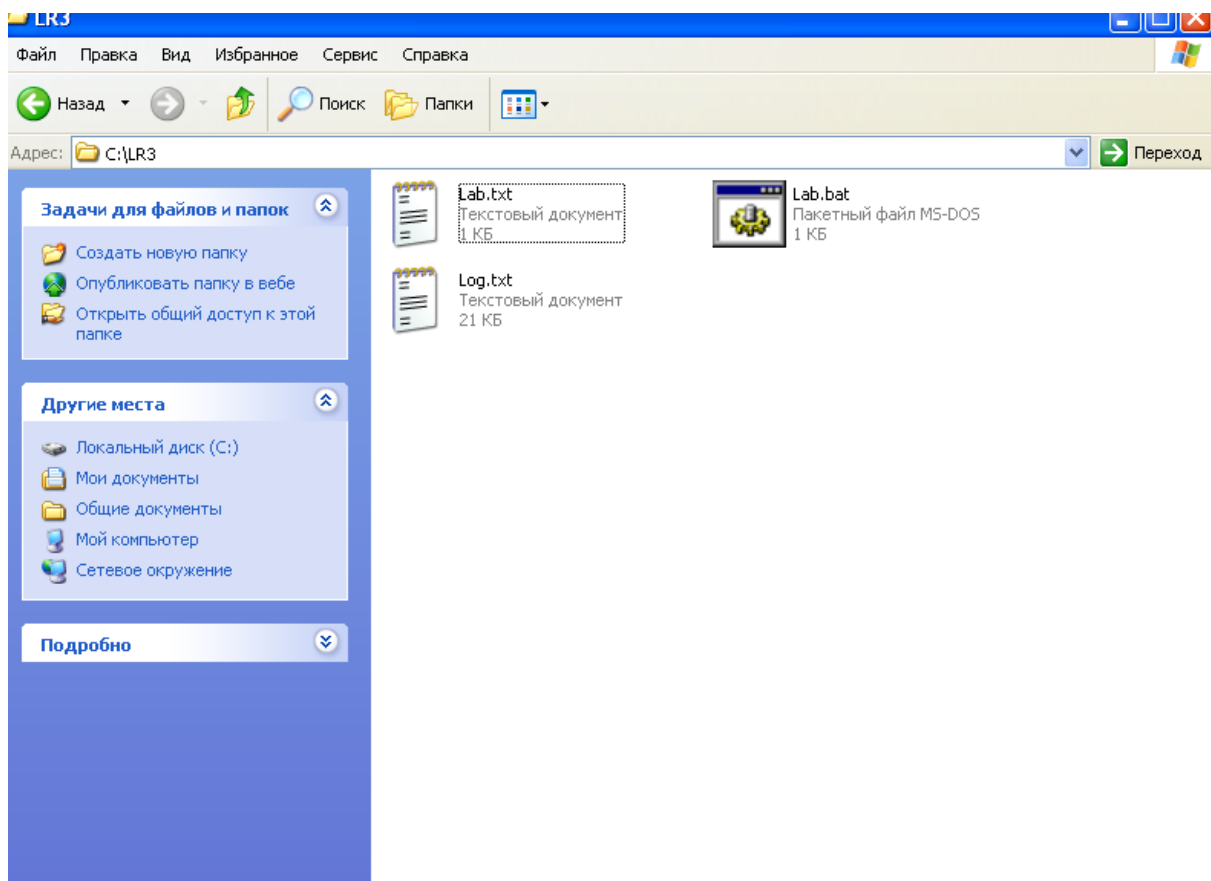 LR3
Файл Правка Вид Избранное Сервис Справка
Назад Поиск Папки
Адрес: C:\LR3 Переход
Задачи для файлов и папок
Создать новую папку
Опубликовать папку в вебе
Открыть общий доступ к этой
папке
Другие места
Локальный диск (C:)
Мои документы
Общие документы
Мой компьютер
Сетевое окружение
Подробно
Lab.txt
Текстовый документ
1 КБ
Lab.bat
Пакетный файл MS-DOS
1 КБ
Log.txt
Текстовый документ
21 КБ